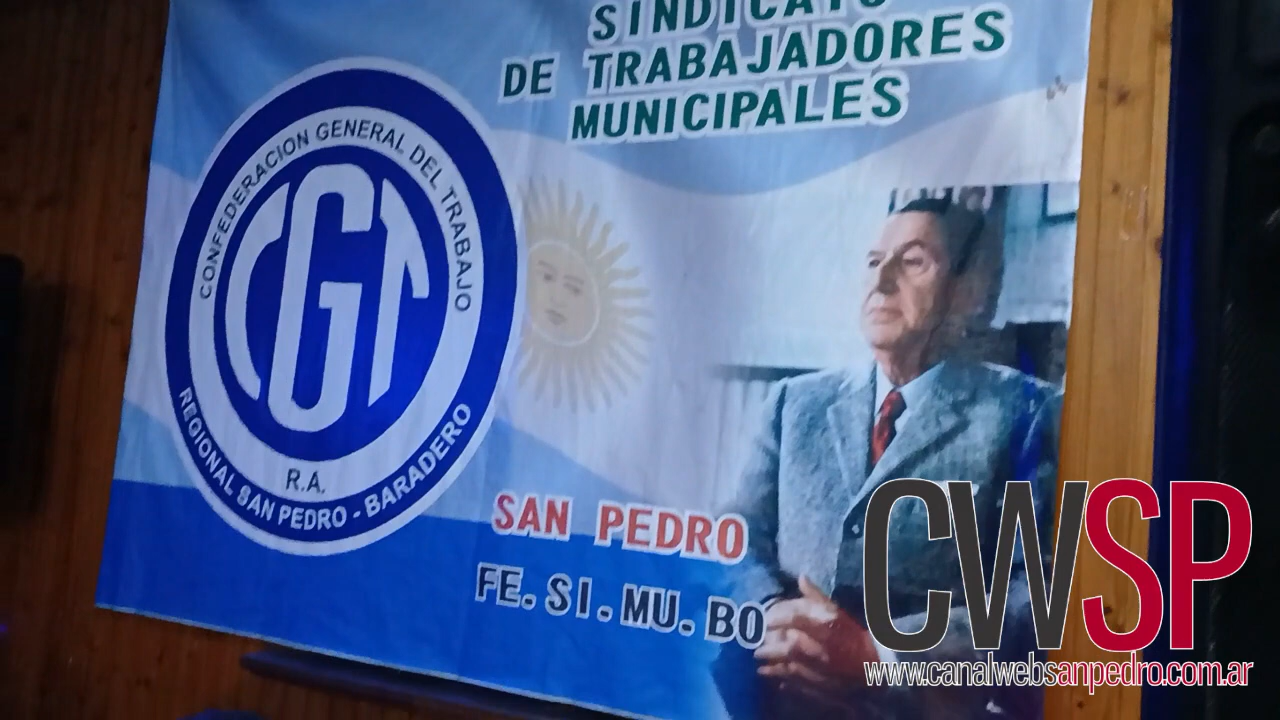 SINDICATO
DE TRABAJADORES
MUNICIPALES
CONFEDERACION GENERAL DEL TRABAJO
CGT
R.A.
REGIONAL SAN PEDRO - BARADERO
SAN PEDRO
FE.SI.MU.BO
CWSP
www.canalwebsanpedro.com.ar